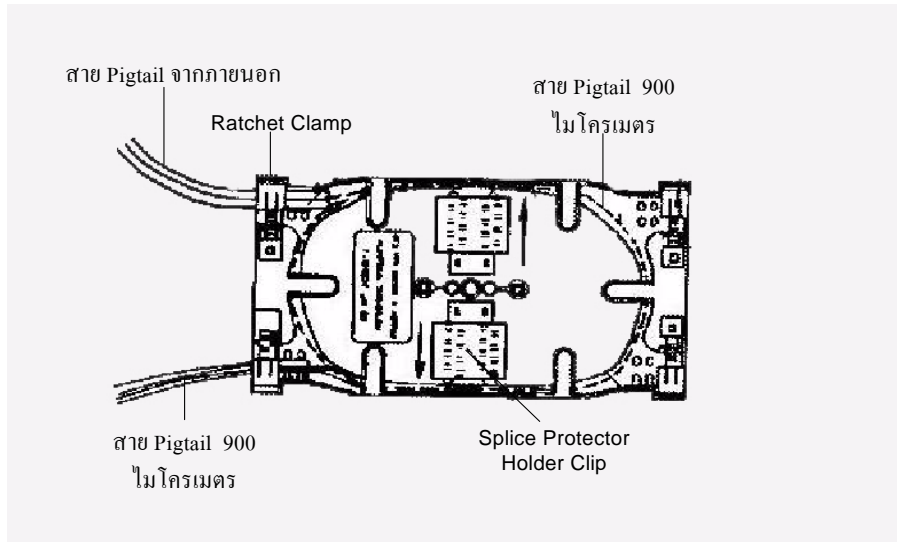 สาย Pigtail จากภายนอก
สาย Pigtail 900
ไมโครเมตร
Ratchet Clamp
สาย Pigtail 900
ไมโครเมตร
Splice Protector
Holder Clip